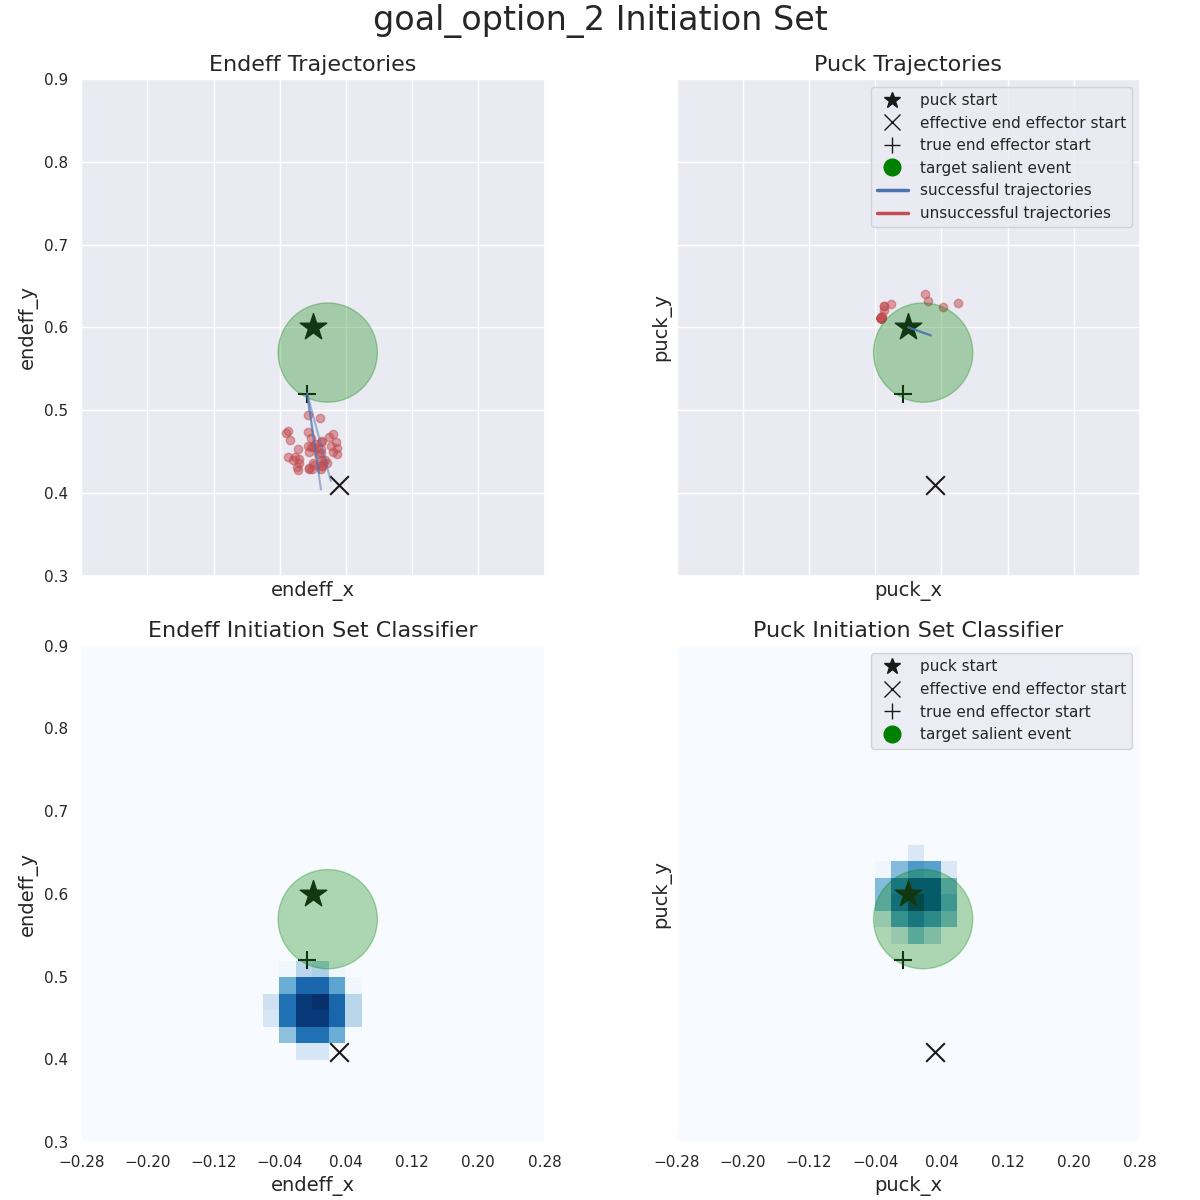 goal_option_2 Initiation Set
Endeff Trajectories
0.9
0.8
0.7
0.6
0.5
0.4
0.3
endeff_y
endeff_x
Puck Trajectories
puck start
effective end effector start
true end effector start
target salient event
successful trajectories
unsuccessful trajectories
puck_y
puck_x
Endeff Initiation Set Classifier
0.9
0.8
0.7
0.6
0.5
0.4
0.3
endeff_y
−0.28 −0.20 −0.12 −0.04 0.04 0.12 0.20 0.28
endeff_x
Puck Initiation Set Classifier
puck start
effective end effector start
true end effector start
target salient event
puck_y
−0.28 −0.20 −0.12 −0.04 0.04 0.12 0.20 0.28
puck_x